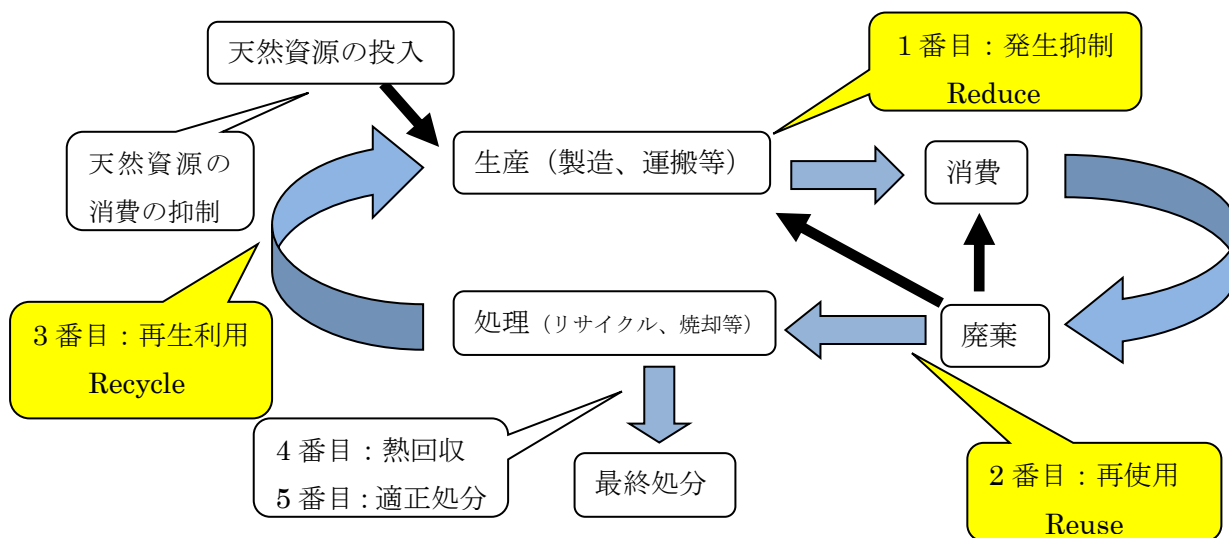 天然資源の投入
1 番目：発生抑制
Reduce
天然資源の
消費の抑制
生産（製造、運搬等）
消費
3 番目：再生利用
Recycle
処理（リサイクル、焼却等）
廃棄
4 番目：熱回収
5 番目：適正処分
最終処分
2 番目：再使用
Reuse